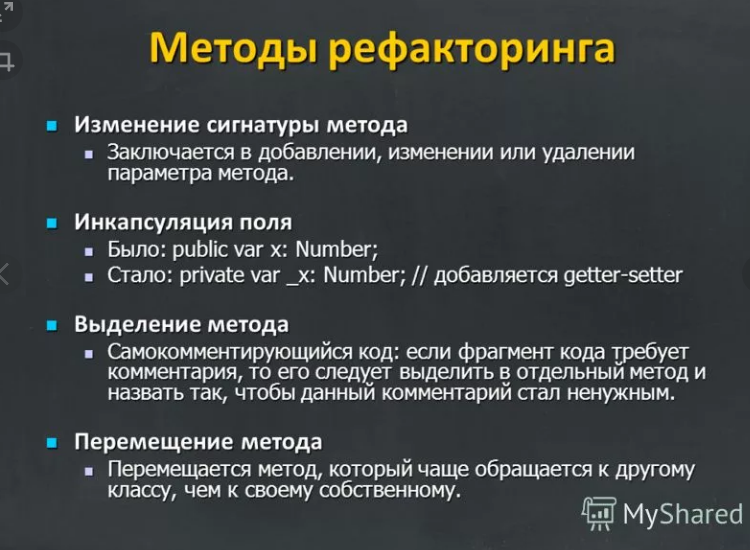 Методы рефакторинга
Изменение сигнатуры метода
Заключается в добавлении, изменении или удалении
параметра метода.
Инкапсуляция поля
Было: public var x: Number;
Стало: private var _x: Number; // добавляется getter-setter
Выделение метода
Самокомментирующийся код: если фрагмент кода требует
комментария, то его следует выделить в отдельный метод и
назвать так, чтобы данный комментарий стал ненужным.
Перемещение метода
Перемещается метод, который чаще обращается к другому
классу, чем к своему собственному.
MyShared